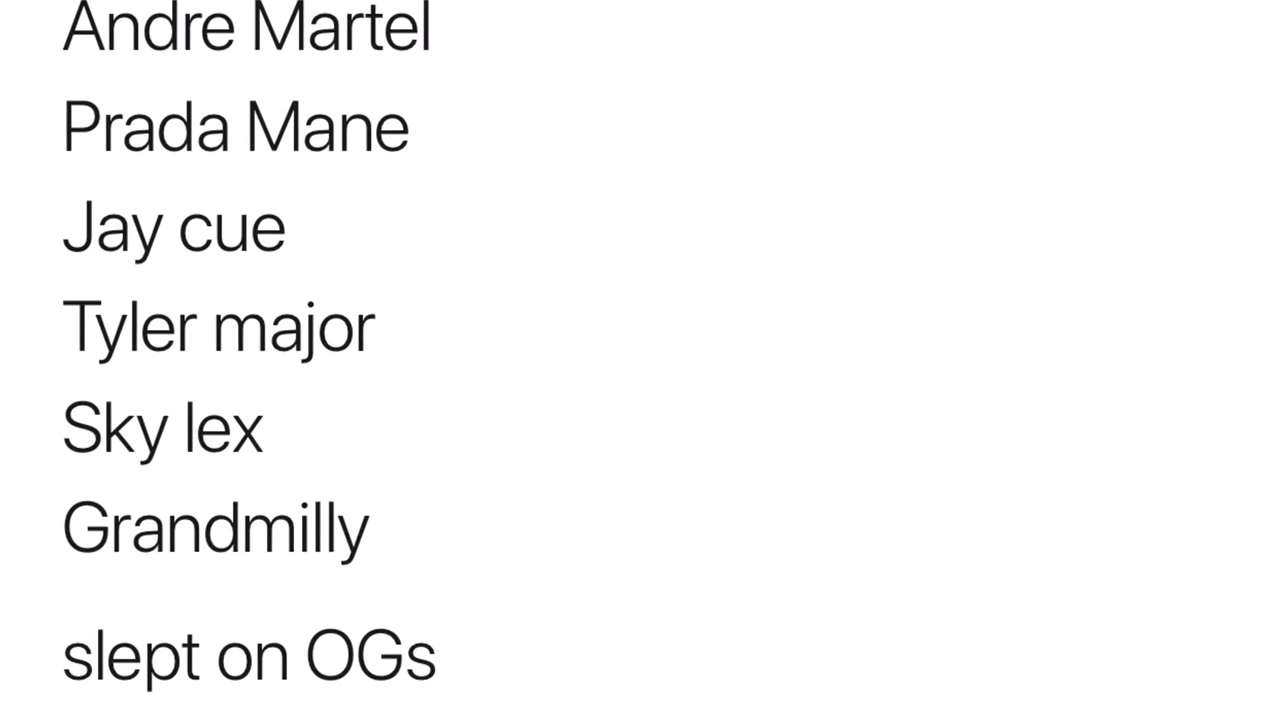 Andre Martel
Prada Mane
Jay cue
Tyler major
Sky lex
Grandmilly
slept on OGs